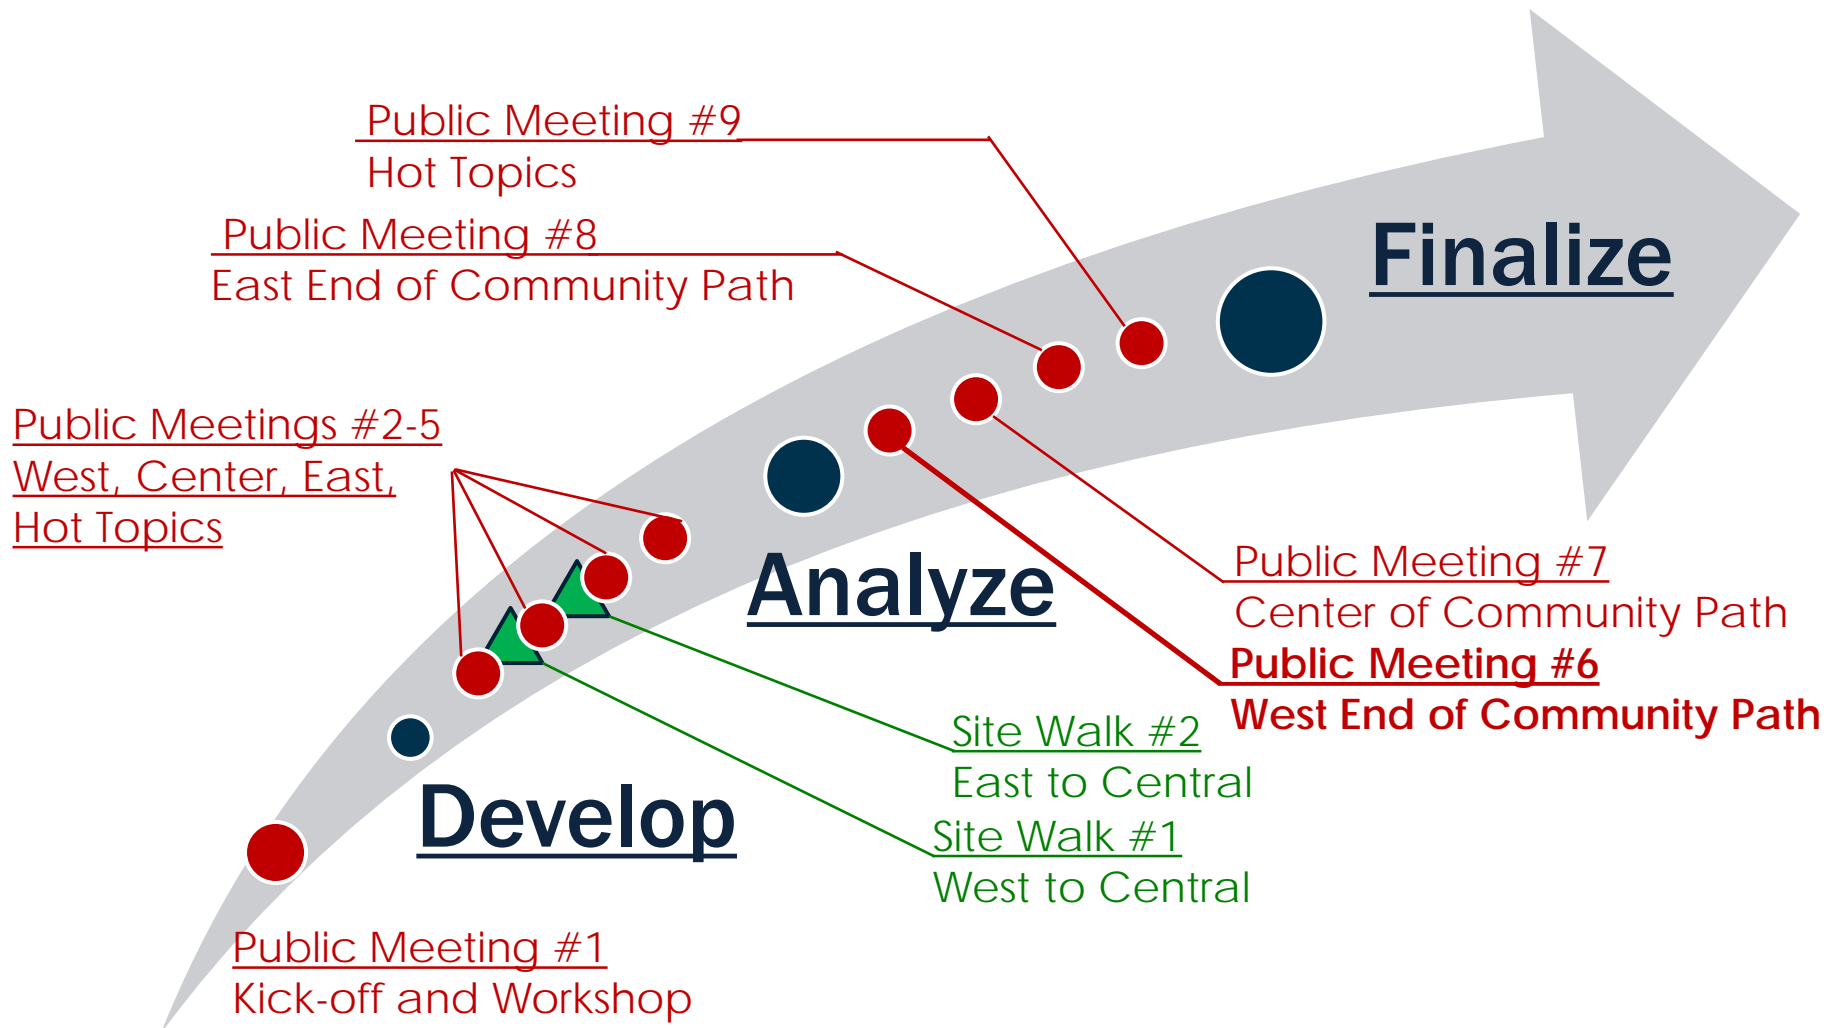 Public Meeting #9
Hot Topics
Public Meeting #8
East End of Community Path
Finalize
Public Meetings #2-5
West, Center, East,
Hot Topics
Analyze
Public Meeting #7
Center of Community Path
Public Meeting #6
West End of Community Path
Site Walk #2
East to Central
Develop
Site Walk #1
West to Central
Public Meeting #1
Kick-off and Workshop